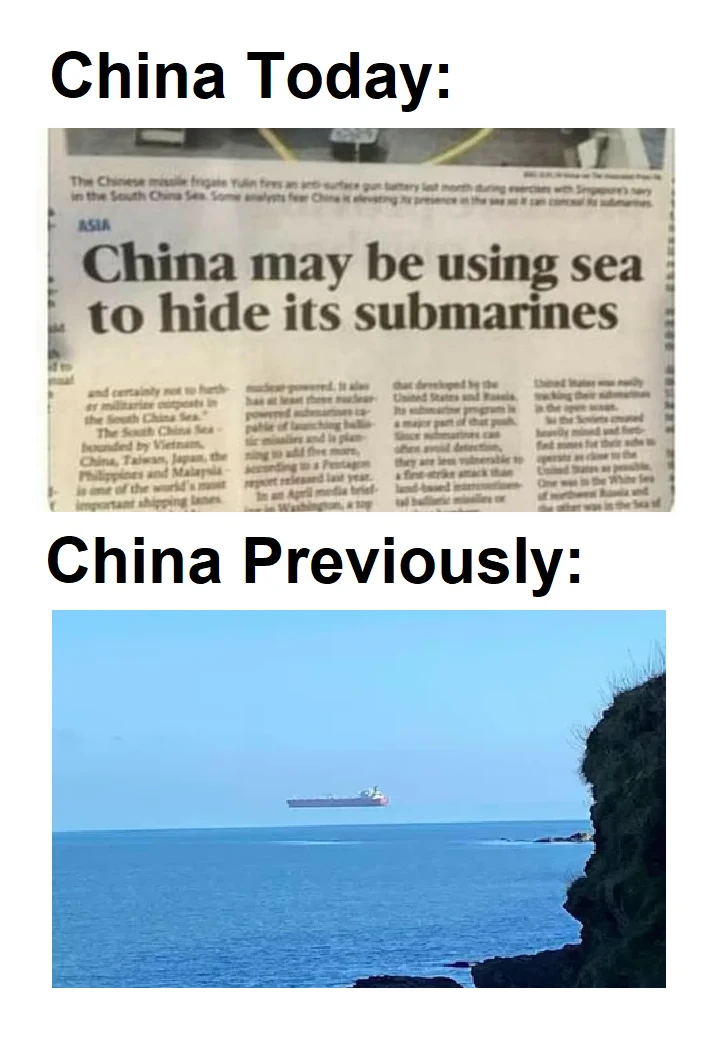 China Today:
The Chinese missile frigate Yulin fires an anti-surface gun battery last month during exercises with Singapore's navy
in the South China Sea. Some analysts fear China is elevating its presence in the sea so it can conceal its submarines.
ASIA
China may be using sea
to hide its submarines
and certainly not to furth-
er militarize outposts in
the South China Sea."
The South China Sea -
bounded by Vietnam,
China, Taiwan, Japan, the
Philippines and Malaysia -
is one of the world's most
important shipping lanes.
nuclear-powered. It also
has at least three nuclear-
powered submarines ca-
pable of launching ballis-
tic missiles and is plan-
ning to add five more,
according to a Pentagon
report released last year.
In an April media brief-
ing in Washington, a top
that developed by the
United States and Russia.
Its submarine program is
a major part of that push.
Since submarines can
often avoid detection,
they are less vulnerable to
a first-strike attack than
land-based intercontinen-
tal ballistic missiles or
United States was easily
tracking their submarines
in the open ocean.
So the Soviets created
heavily mined and forti-
fied zones for their subs to
operate as close to the
United States as possible.
One was in the White Sea
of northwest Russia and
the other was in the Sea of
China Previously: